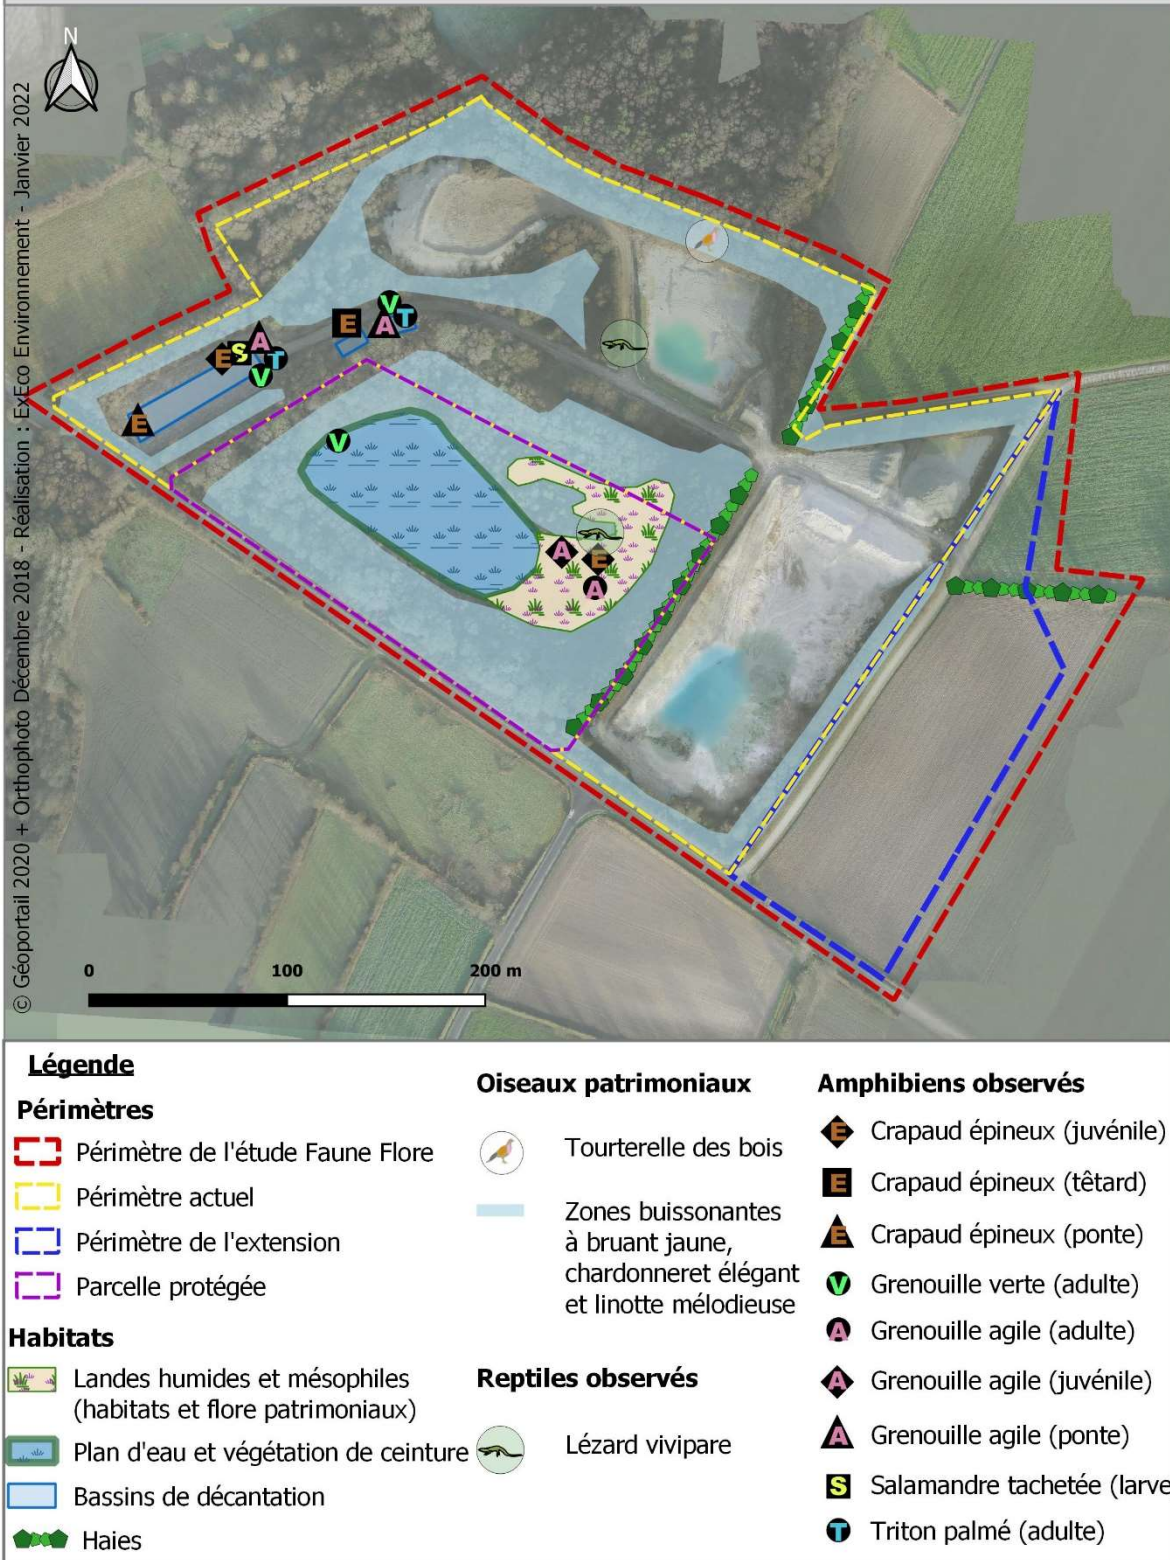 N
© Géoportail 2020 + Orthophoto Décembre 2018 - Réalisation : ExEco Environnement - Janvier 2022
T
V
E
A
A
S
E
T
V
E
V
A
E
A
0 100 200 m
Légende
Périmètres
Périmètre de l'étude Faune Flore
Périmètre actuel
Périmètre de l'extension
Parcelle protégée
Habitats
Landes humides et mésophiles
(habitats et flore patrimoniaux)
Plan d'eau et végétation de ceinture
Bassins de décantation
Haies
Oiseaux patrimoniaux
Tourterelle des bois
Zones buissonantes
à bruant jaune,
chardonneret élégant
et linotte mélodieuse
Reptiles observés
Lézard vivipare
Amphibiens observés
E Crapaud épineux (juvénile)
E Crapaud épineux (têtard)
E Crapaud épineux (ponte)
V Grenouille verte (adulte)
A Grenouille agile (adulte)
A Grenouille agile (juvénile)
A Grenouille agile (ponte)
S Salamandre tachetée (larve
T Triton palmé (adulte)